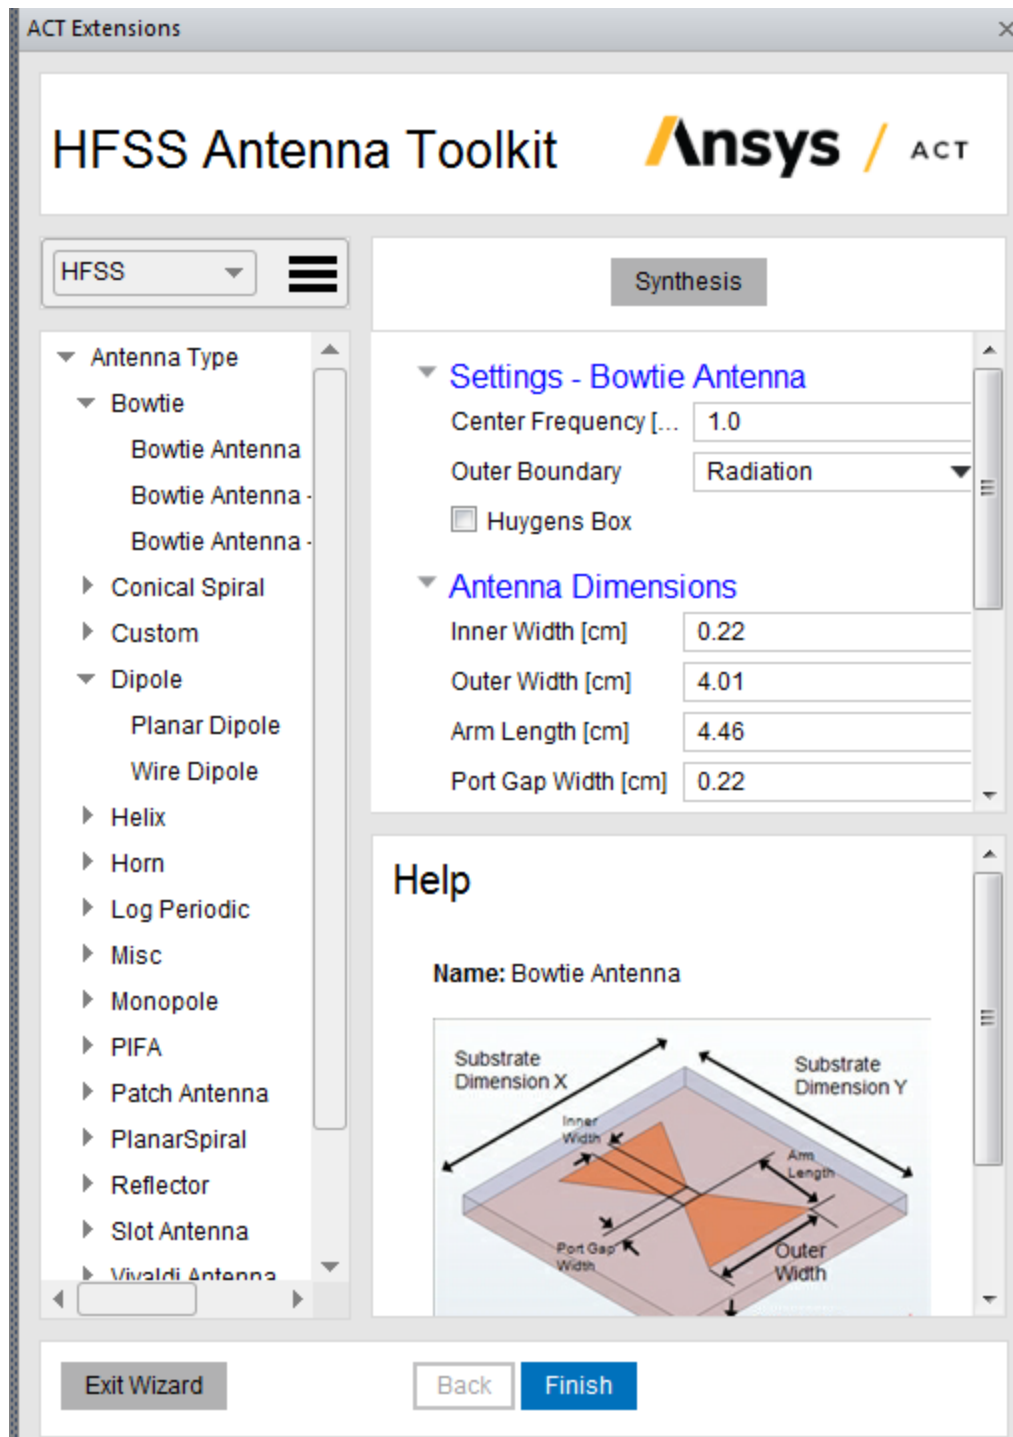 ACT Extensions
HFSS Antenna Toolkit
Ansys / ACT
HFSS
Synthesis
Antenna Type
Bowtie
Bowtie Antenna
Bowtie Antenna -
Bowtie Antenna -
Conical Spiral
Custom
Dipole
Planar Dipole
Wire Dipole
Helix
Horn
Log Periodic
Misc
Monopole
PIFA
Patch Antenna
PlanarSpiral
Reflector
Slot Antenna
Vivaldi Antenna
Settings - Bowtie Antenna
Center Frequency [... 1.0
Outer Boundary Radiation
Huygens Box
Antenna Dimensions
Inner Width [cm] 0.22
Outer Width [cm] 4.01
Arm Length [cm] 4.46
Port Gap Width [cm] 0.22
Help
Name: Bowtie Antenna
Substrate
Dimension X
Substrate
Dimension Y
Inner
Width
Arm
Length
Port Gap
Width
Outer
Width
Exit Wizard
Back
Finish